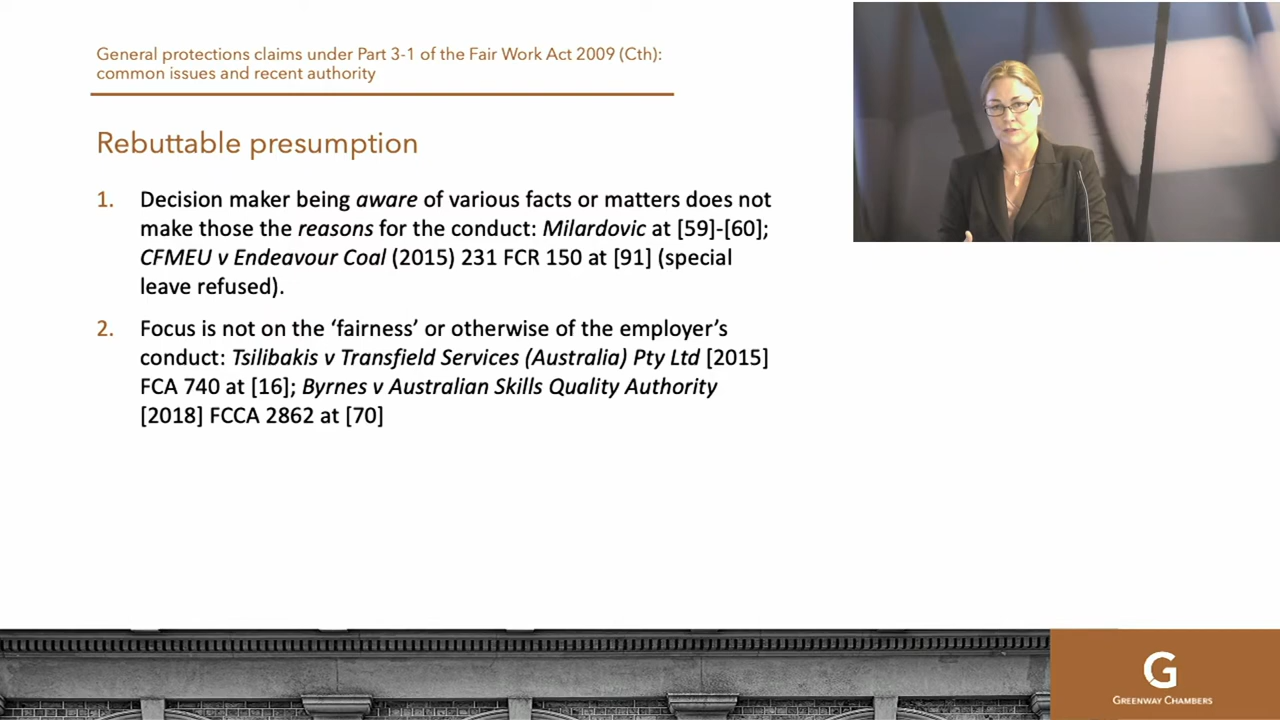 General protections claims under Part 3-1 of the Fair Work Act 2009 (Cth):
common issues and recent authority
Rebuttable presumption
1. Decision maker being aware of various facts or matters does not
make those the reasons for the conduct: Milardovic at [59]-[60];
CFMEU v Endeavour Coal (2015) 231 FCR 150 at [91] (special
leave refused).
2. Focus is not on the ‘fairness’ or otherwise of the employer’s
conduct: Tsilibakis v Transfield Services (Australia) Pty Ltd [2015]
FCA 740 at [16]; Byrnes v Australian Skills Quality Authority
[2018] FCCA 2862 at [70]
G
GREENWAY CHAMBERS